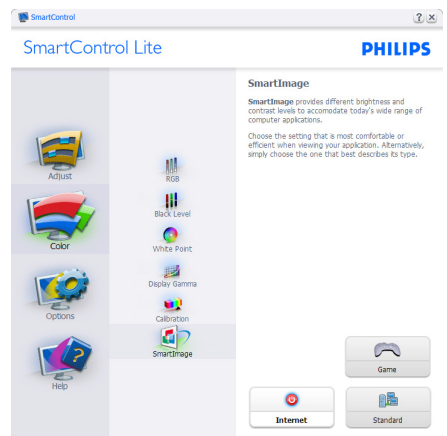 SmartControl
SmartControl Lite
PHILIPS
Adjust
Color
Options
Help
RGB
Black Level
White Point
Display Gamma
Calibration
SmartImage
SmartImage
SmartImage provides different brightness and
contrast levels to accomodate today's wide range of
computer applications.
Choose the setting that is most comfortable or
efficient when viewing your application. Alternatively,
simply choose the one that best describes its type.
Game
Internet
Standard